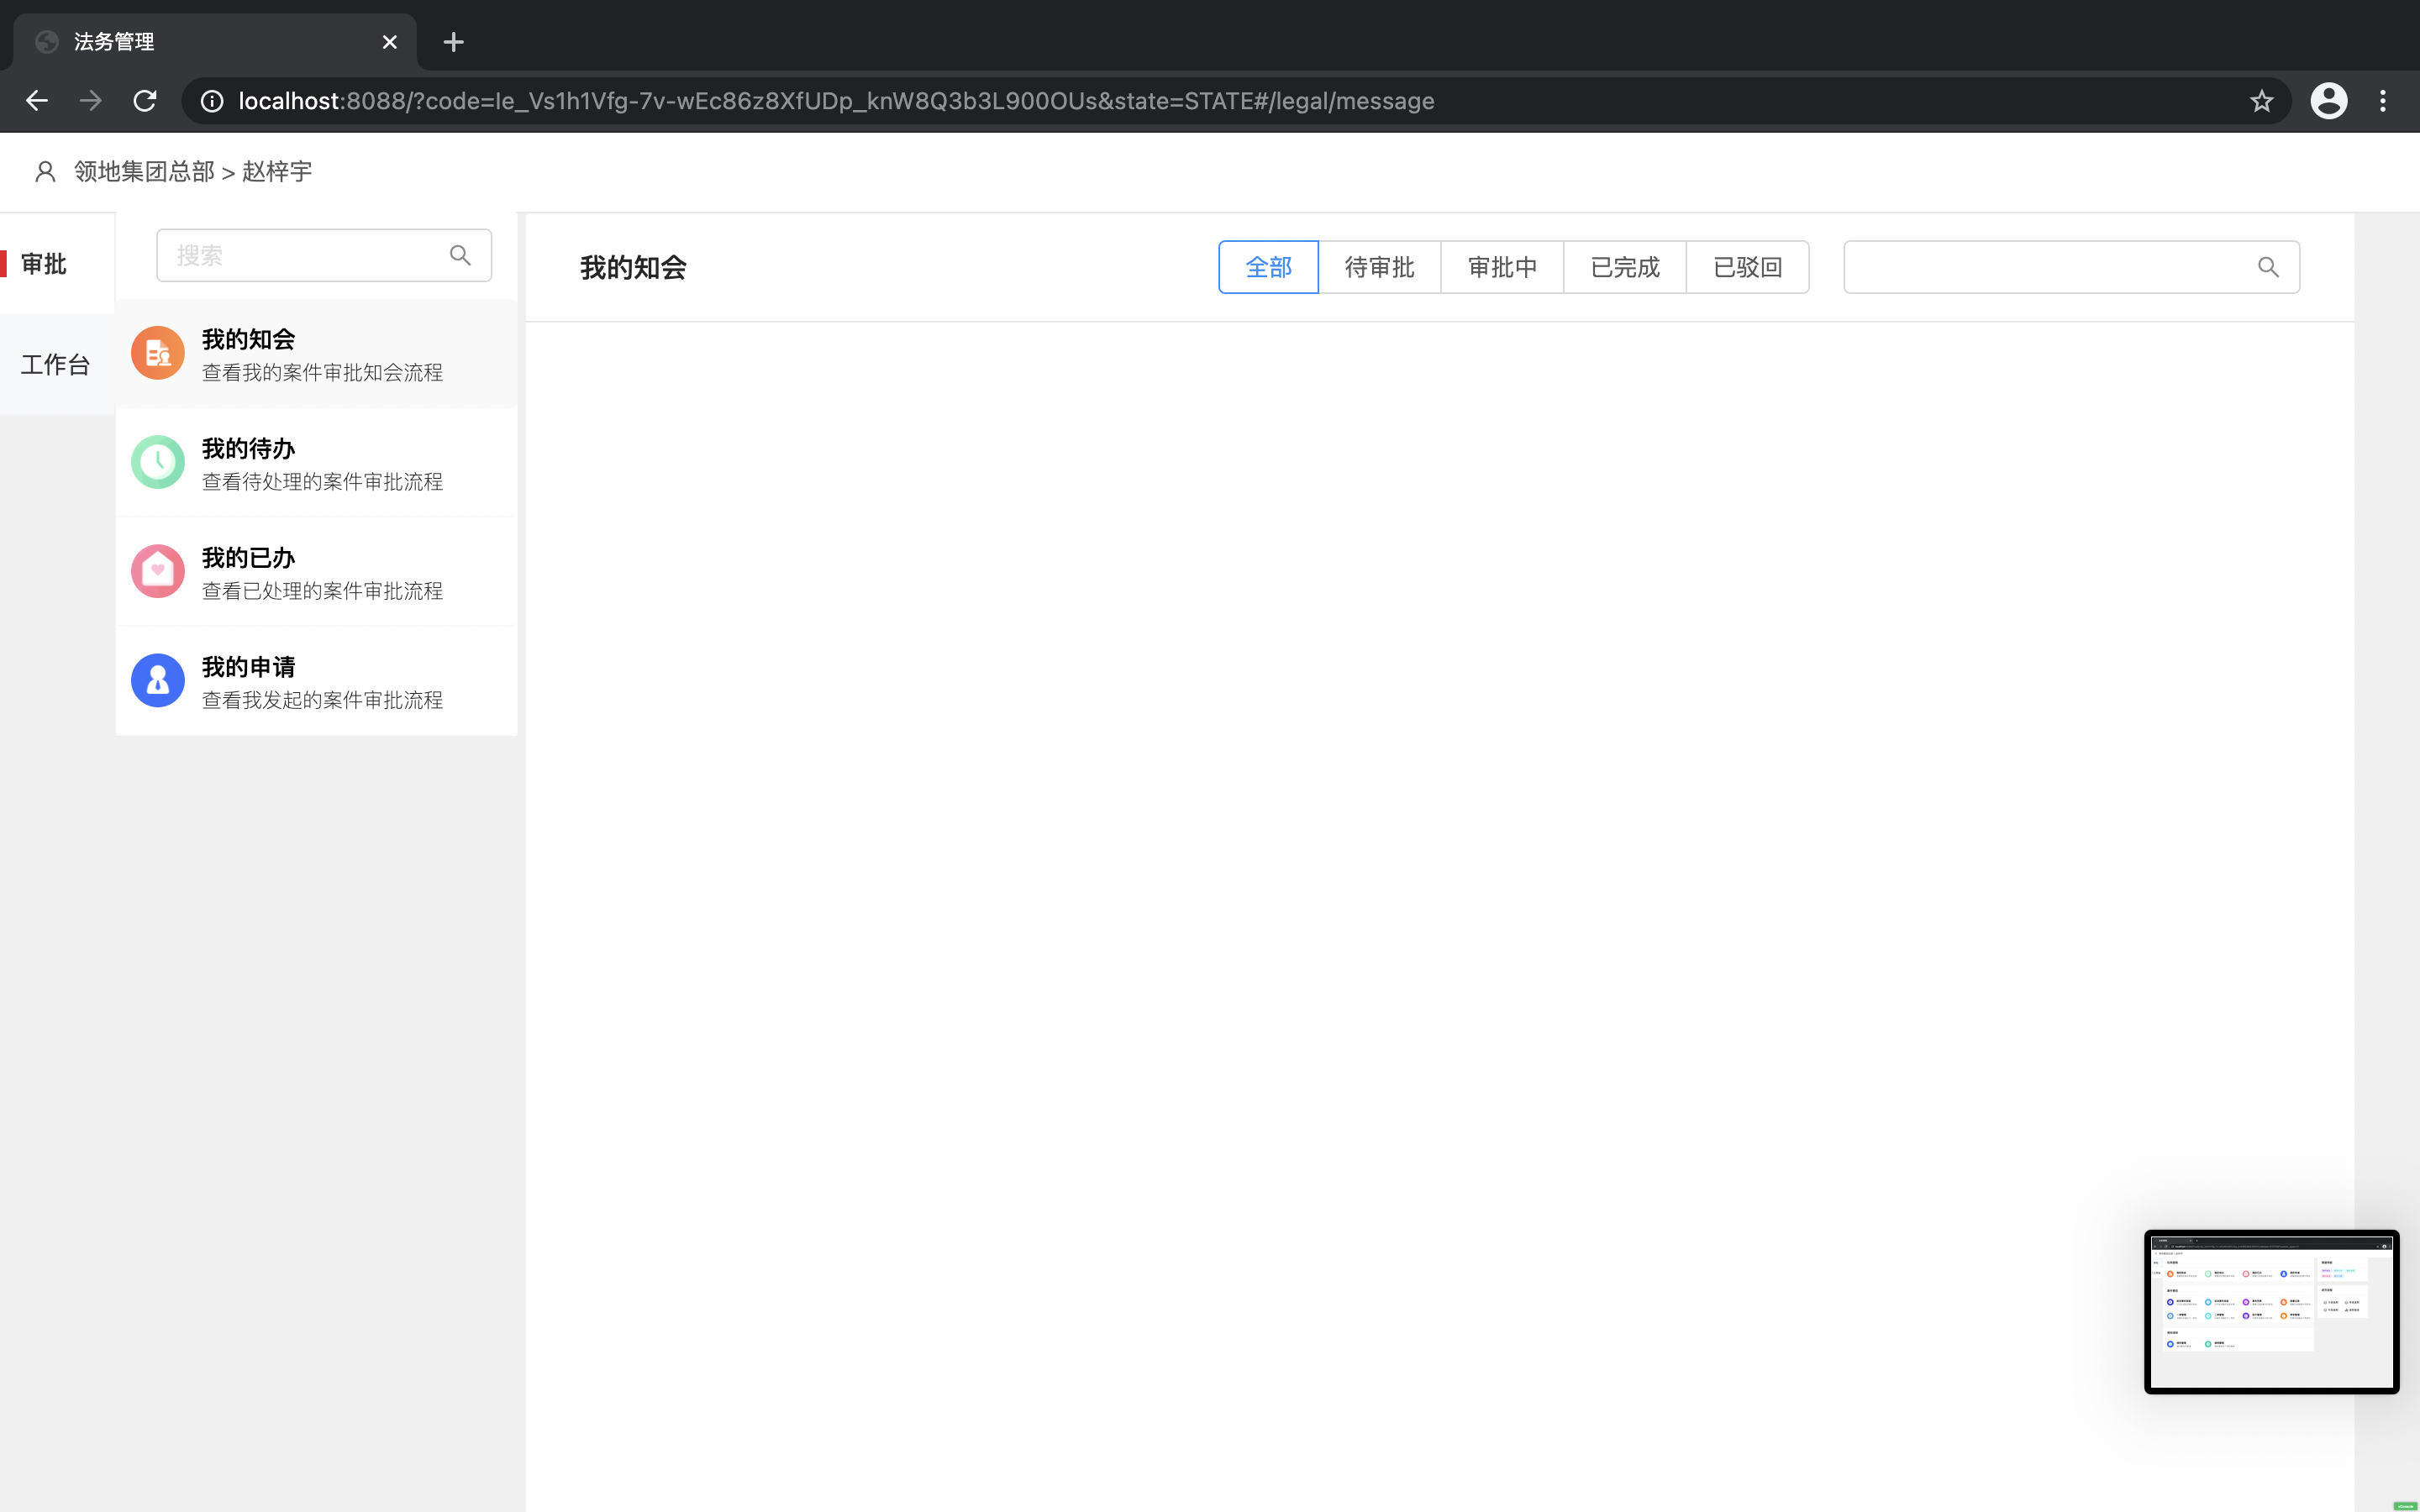 法务管理
localhost:8088/?code=Ie_Vs1h1Vfg-7v-wEc86z8XfUDp_knW8Q3b3L900OUs&state=STATE#/legal/message
领地集团总部 > 赵梓宇
审批
工作台
搜索
我的知会
查看我的案件审批知会流程
我的待办
查看待处理的案件审批流程
我的已办
查看已处理的案件审批流程
我的申请
查看我发起的案件审批流程
我的知会
全部 待审批 审批中 已完成 已驳回